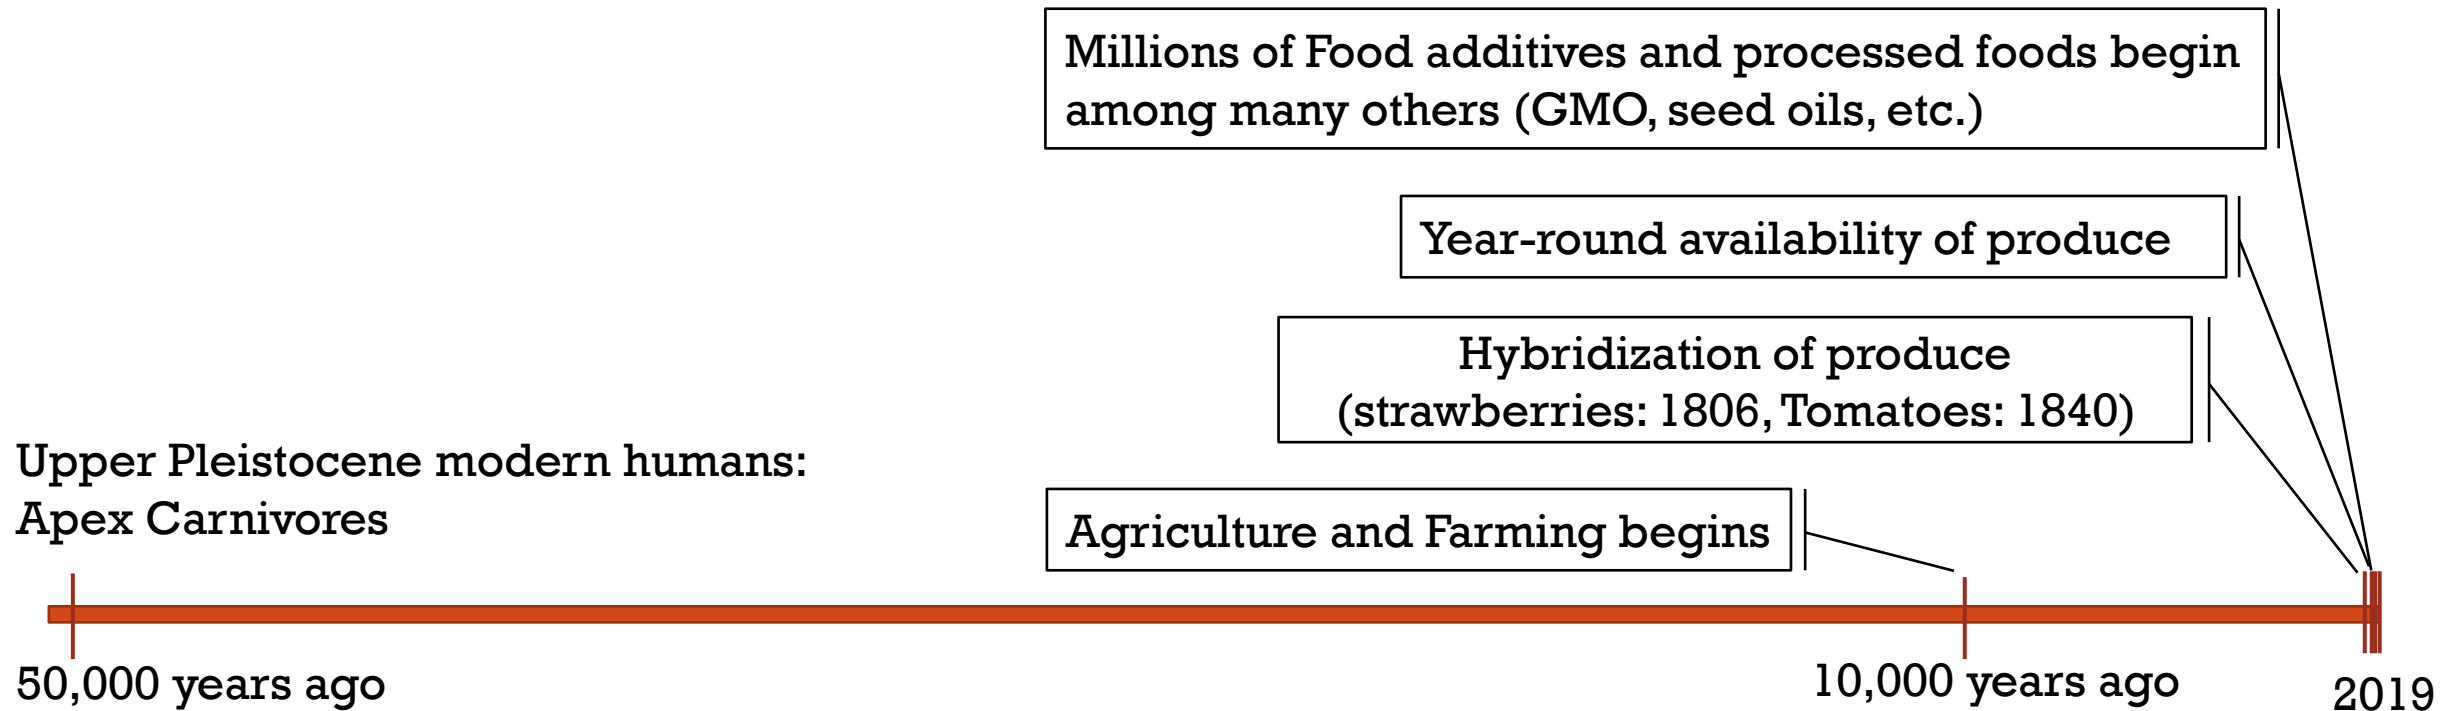 Millions of Food additives and processed foods begin
among many others (GMO, seed oils, etc.)
Year-round availability of produce
Hybridization of produce
(strawberries: 1806, Tomatoes: 1840)
Upper Pleistocene modern humans:
Apex Carnivores
Agriculture and Farming begins
50,000 years ago
10,000 years ago
2019